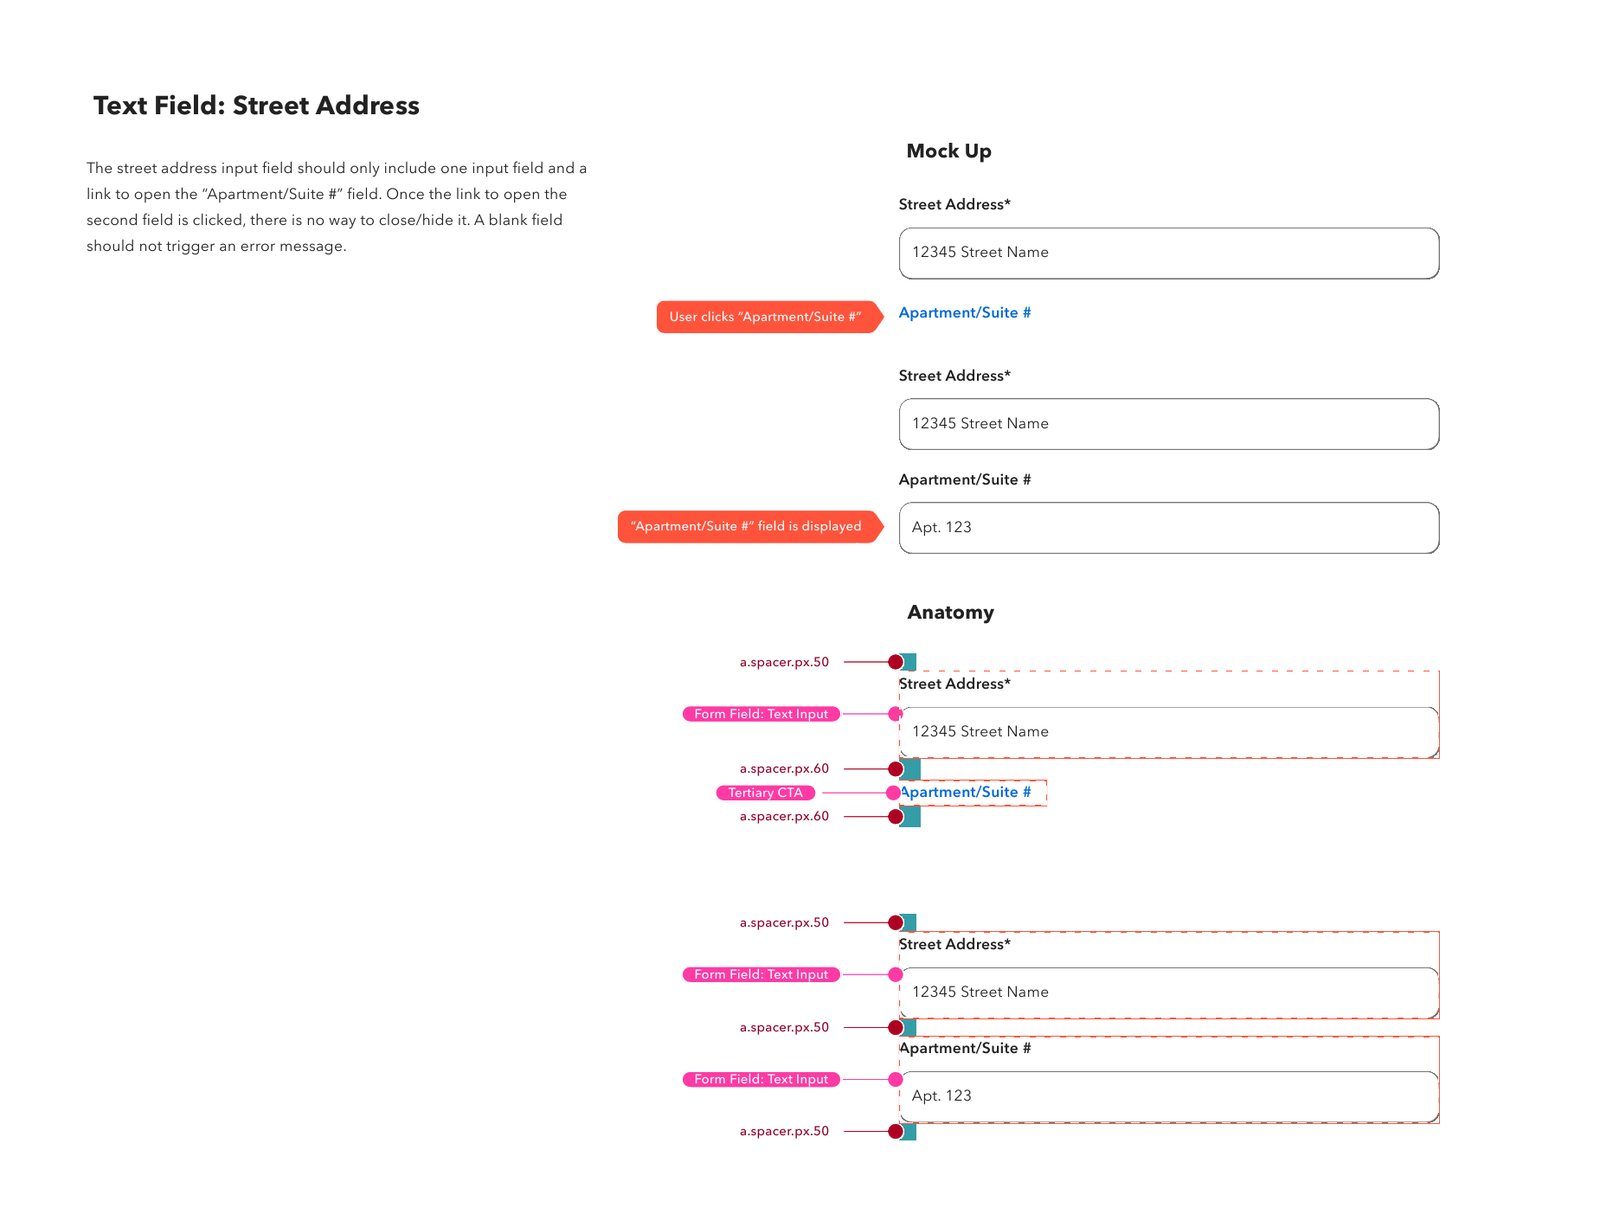 Text Field: Street Address
The street address input field should only include one input field and a
link to open the “Apartment/Suite #” field. Once the link to open the
second field is clicked, there is no way to close/hide it. A blank field
should not trigger an error message.
Mock Up
Street Address*
12345 Street Name
User clicks “Apartment/Suite #”
Apartment/Suite #
Street Address*
12345 Street Name
Apartment/Suite #
“Apartment/Suite #” field is displayed
Apt. 123
Anatomy
a.spacer.px.50
Street Address*
Form Field: Text Input
12345 Street Name
a.spacer.px.60
Tertiary CTA
Apartment/Suite #
a.spacer.px.60
a.spacer.px.50
Street Address*
Form Field: Text Input
12345 Street Name
a.spacer.px.50
Apartment/Suite #
Form Field: Text Input
Apt. 123
a.spacer.px.50